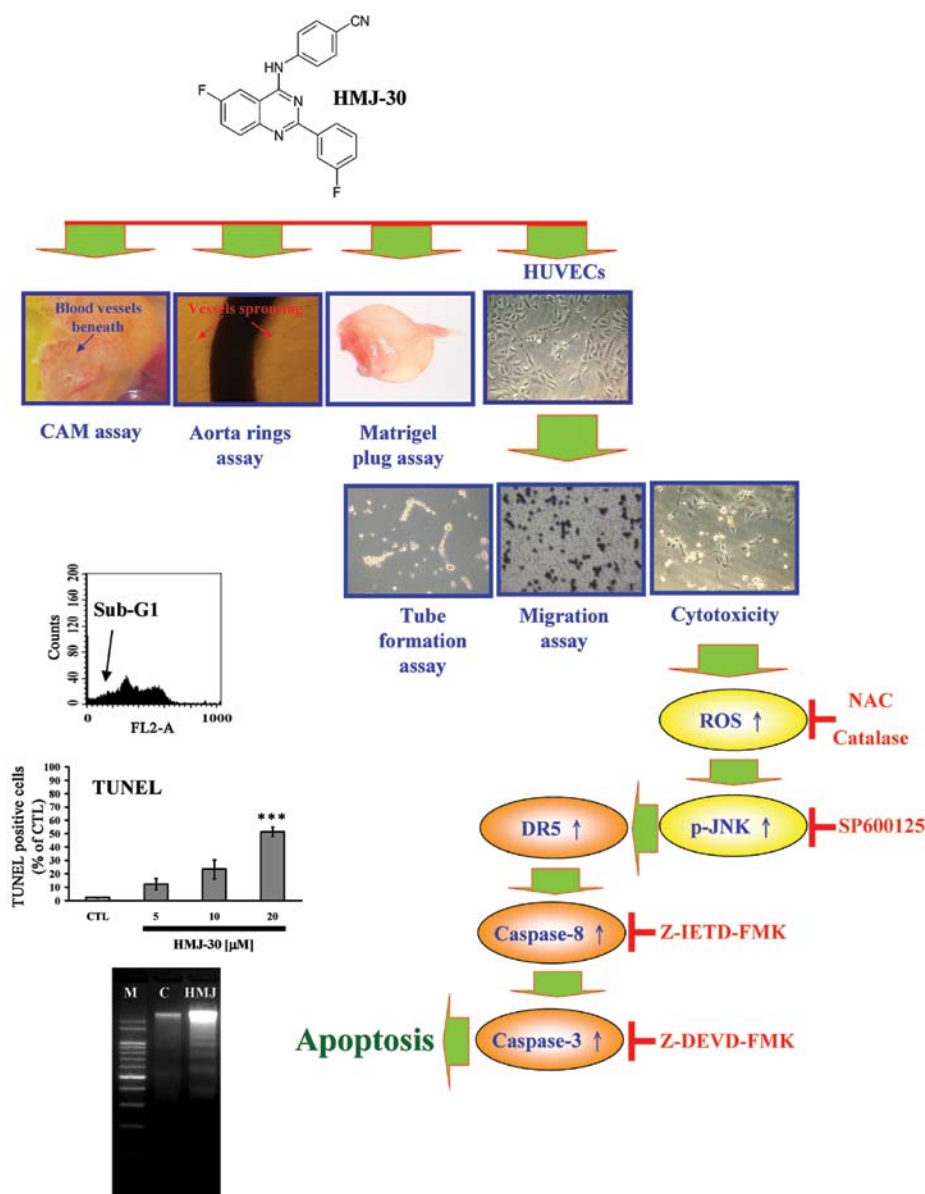 CN
HN
F
N
N
F
HMJ-30
HUVECs
Blood vessels
beneath
Vessels sprouting
CAM assay
Aorta rings
assay
Matrigel
plug assay
Tube
formation
assay
Migration
assay
Cytotoxicity
Counts
200
160
120
80
40
0
Sub-G1
0
1000
FL2-A
ROS ↑
NAC
Catalase
DR5 ↑
p-JNK ↑
SP600125
TUNEL positive cells
(% of CTL)
100
90
80
70
60
50
40
30
20
10
0
TUNEL
***
CTL
5
10
20
HMJ-30 [µM]
Caspase-8 ↑
Z-IETD-FMK
M
C
HMJ
Apoptosis
Caspase-3 ↑
Z-DEVD-FMK